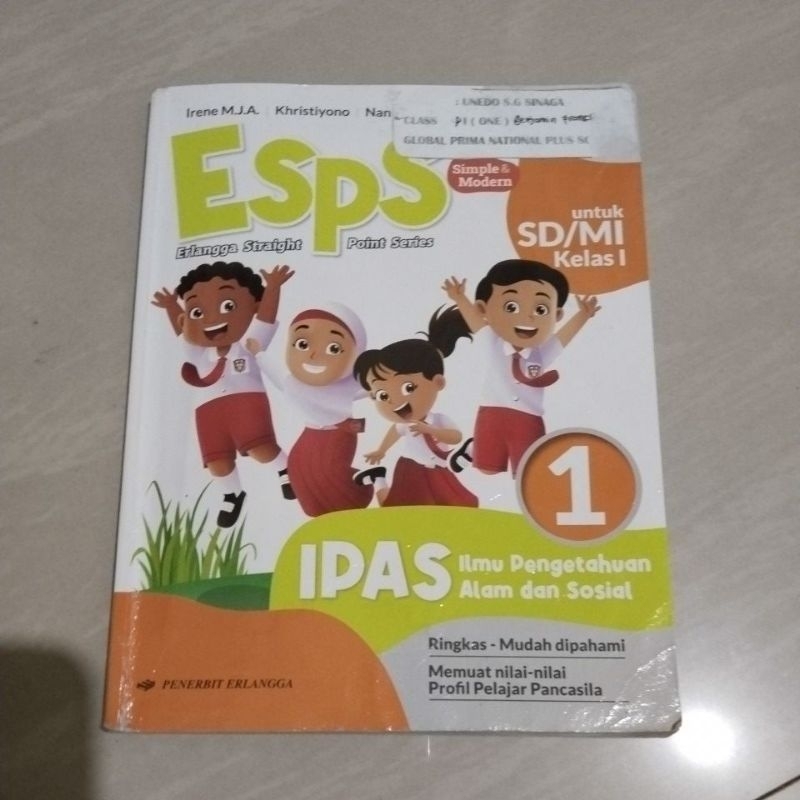 Irene M.J.A. | Khristiyono | Nan
: UNEDO S.G SINAGA
CLASS : P1 ( ONE ) Benjamin
GLOBAL PRIMA NATIONAL PLUS SC
ESPS
Simple &
Modern
Erlangga Straight Point Series
untuk
SD/MI
Kelas I
1
IPAS
Ilmu Pengetahuan
Alam dan Sosial
Ringkas - Mudah dipahami
Memuat nilai-nilai
Profil Pelajar Pancasila
PENERBIT ERLANGGA